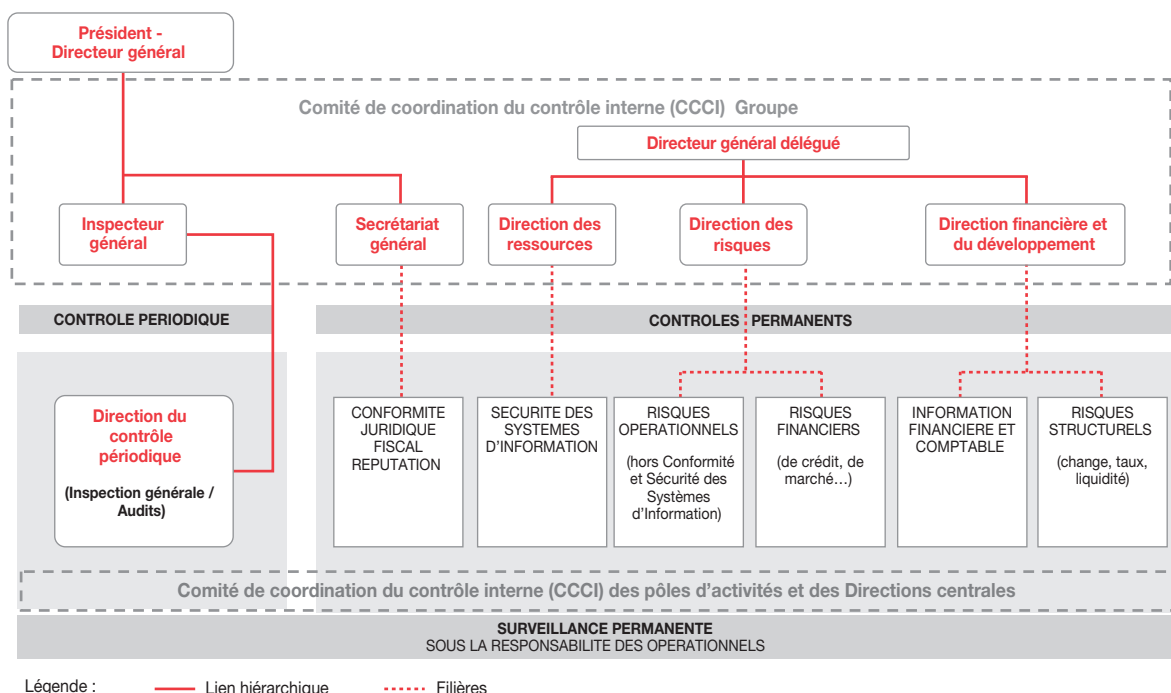 Président -
Directeur général
Comité de coordination du contrôle interne (CCCI) Groupe
Directeur général délégué
Inspecteur
général
Secrétariat
général
Direction des
ressources
Direction des
risques
Direction financière et
du développement
CONTROLE PERIODIQUE
CONTROLES PERMANENTS
Direction du
contrôle
périodique
(Inspection générale /
Audits)
CONFORMITE
JURIDIQUE
FISCAL
REPUTATION
SECURITE DES
SYSTEMES
D'INFORMATION
RISQUES
OPERATIONNELS
(hors Conformité
et Sécurité des
Systèmes
d'Information)
RISQUES
FINANCIERS
(de crédit, de
marché…)
INFORMATION
FINANCIERE ET
COMPTABLE
RISQUES
STRUCTURELS
(change, taux,
liquidité)
Comité de coordination du contrôle interne (CCCI) des pôles d'activités et des Directions centrales
SURVEILLANCE PERMANENTE
SOUS LA RESPONSABILITE DES OPERATIONNELS
Légende : Lien hiérarchique Filières